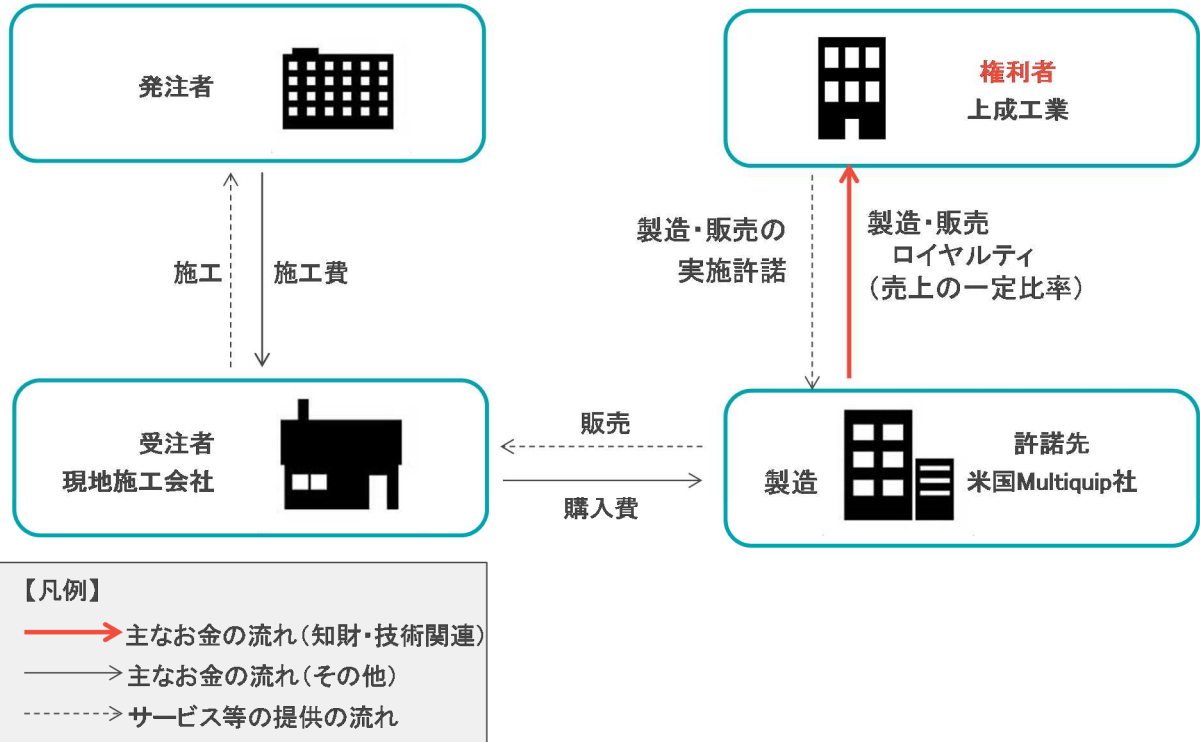 発注者
権利者
上成工業
施工
施工費
製造・販売の
実施許諾
製造・販売
ロイヤルティ
(売上の一定比率)
受注者
現地施工会社
販売
購入費
製造
許諾先
米国Multiquip社
【凡例】
主なお金の流れ(知財・技術関連)
主なお金の流れ(その他)
サービス等の提供の流れ